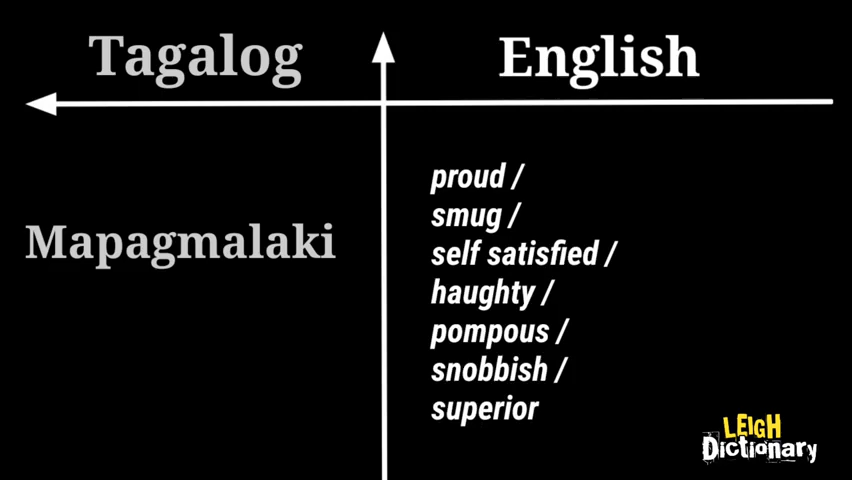 Tagalog
English
Mapagmalaki
proud /
smug /
self satisfied /
haughty /
pompous /
snobbish /
superior
LEIGH
Dictionary